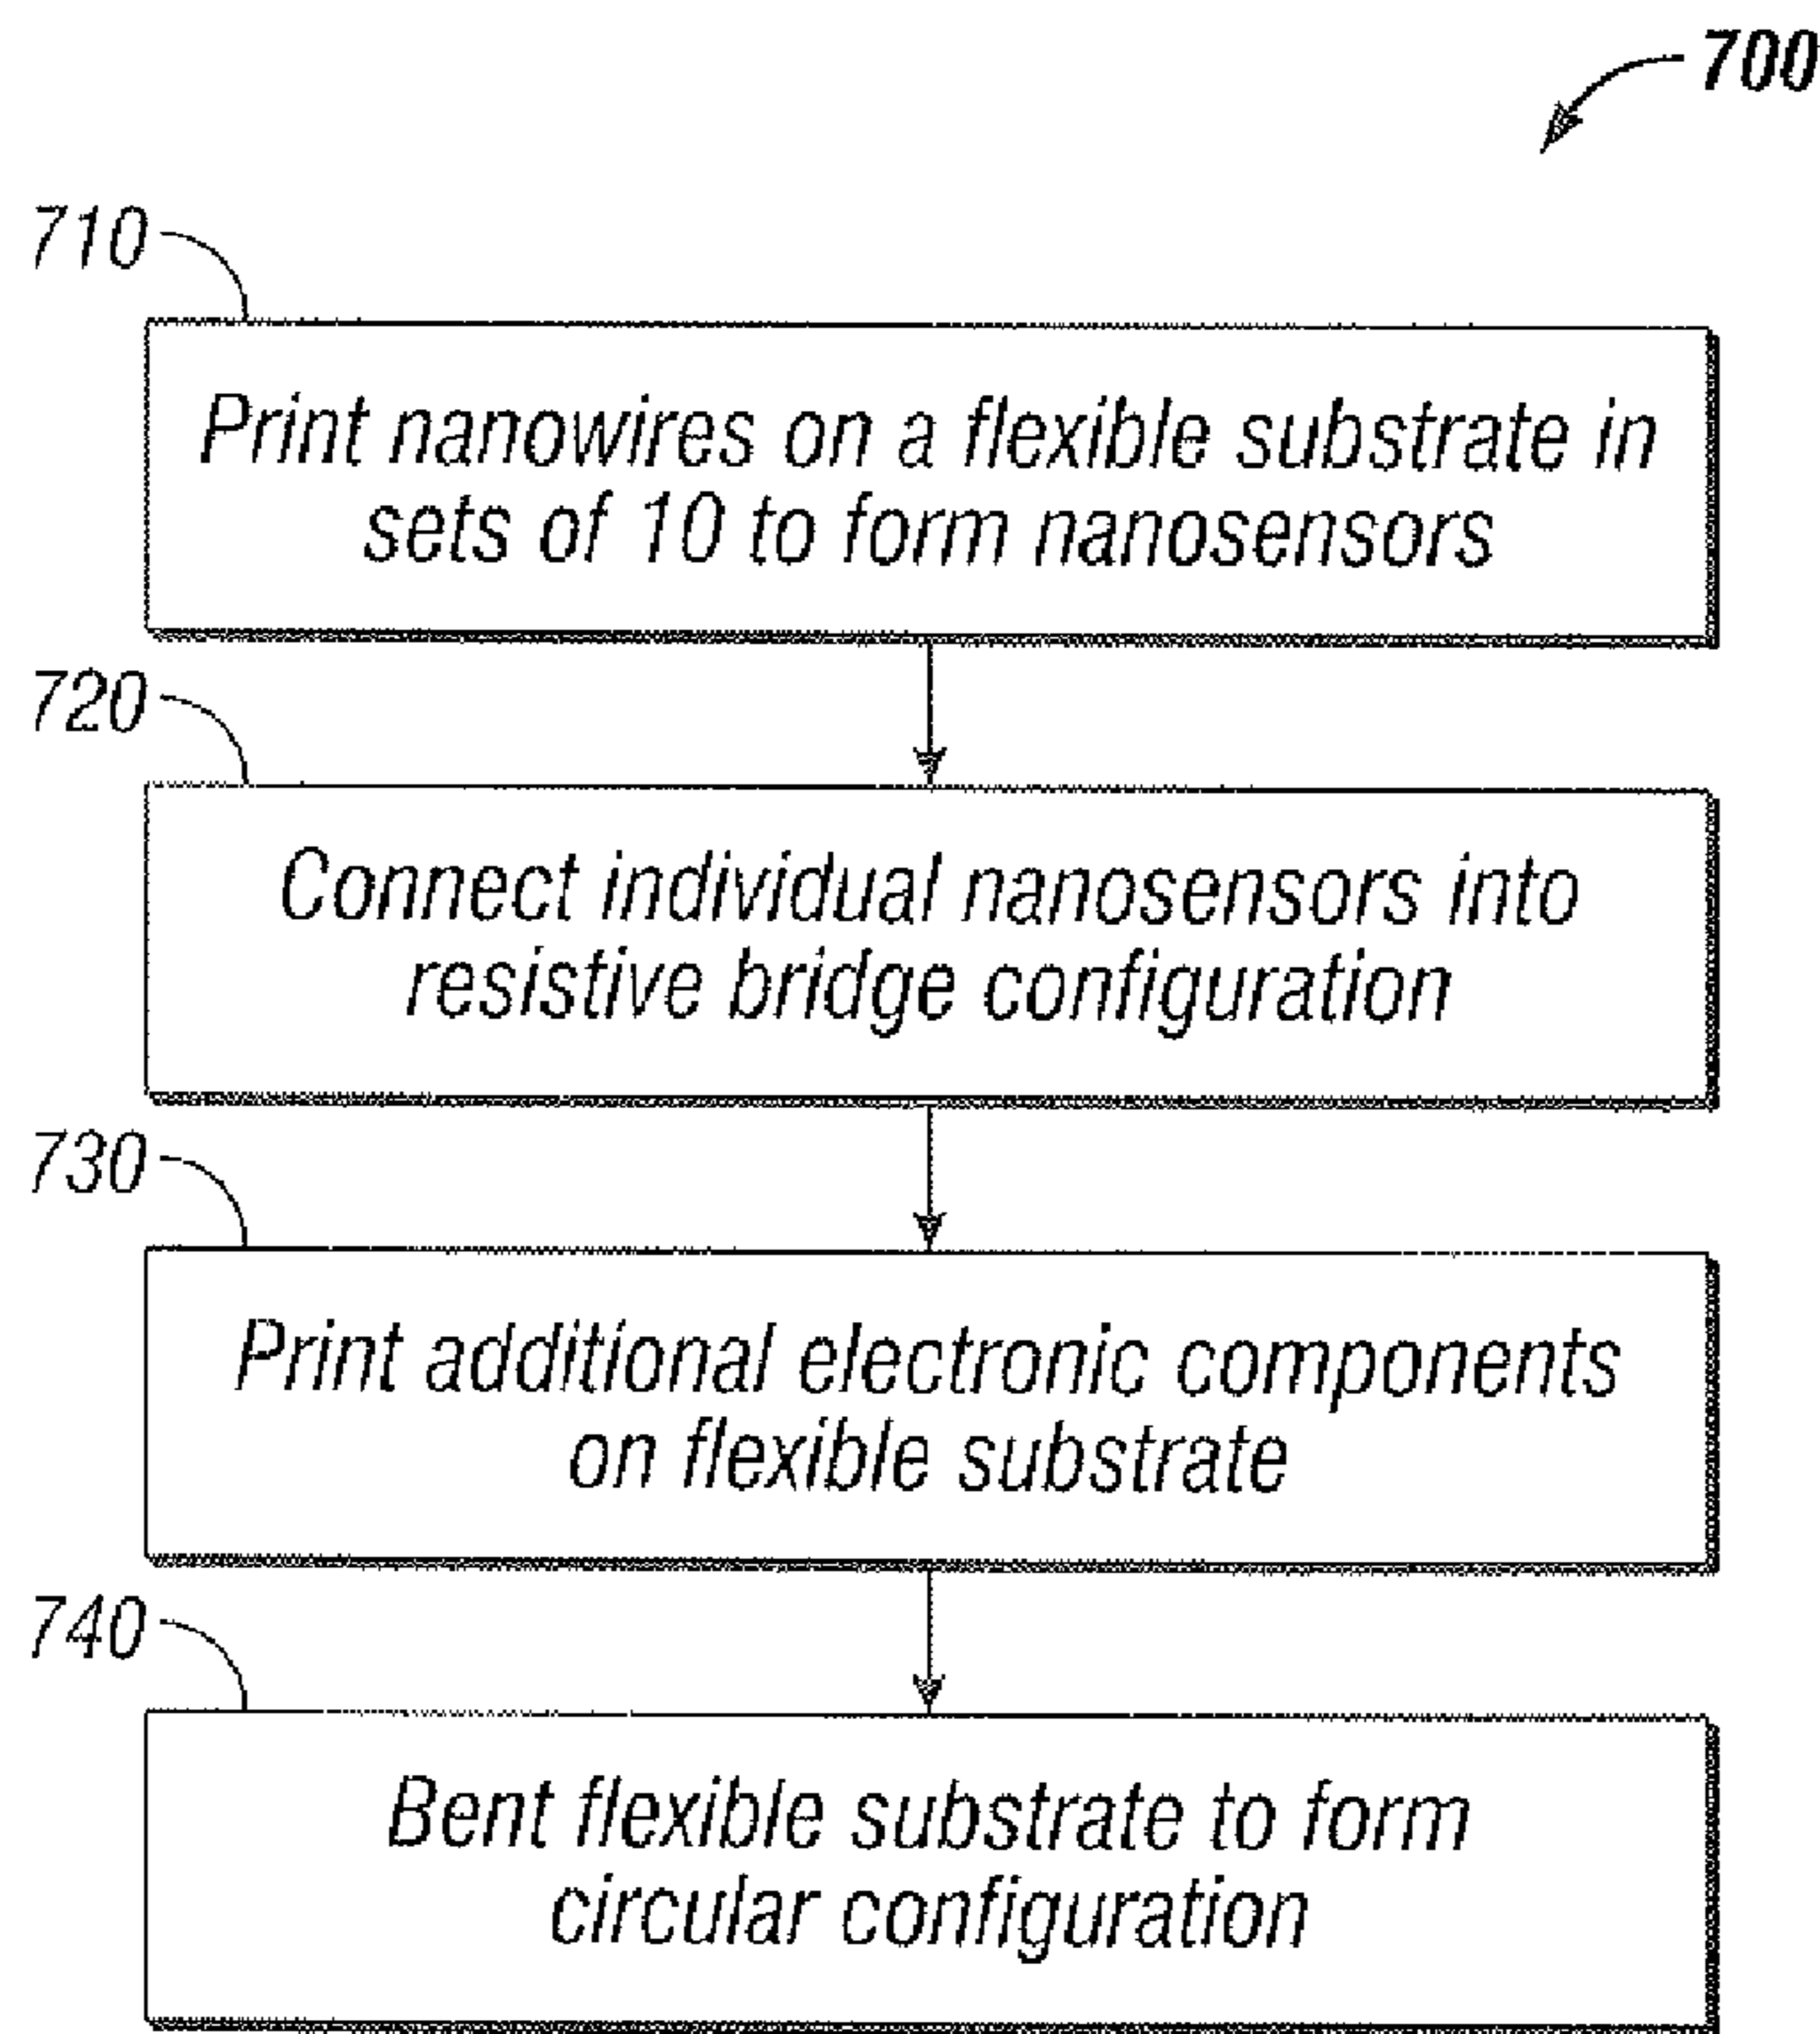 700
710
Print nanowires on a flexible substrate in
sets of 10 to form nanosensors
720
Connect individual nanosensors into
resistive bridge configuration
730
Print additional electronic components
on flexible substrate
740
Bent flexible substrate to form
circular configuration